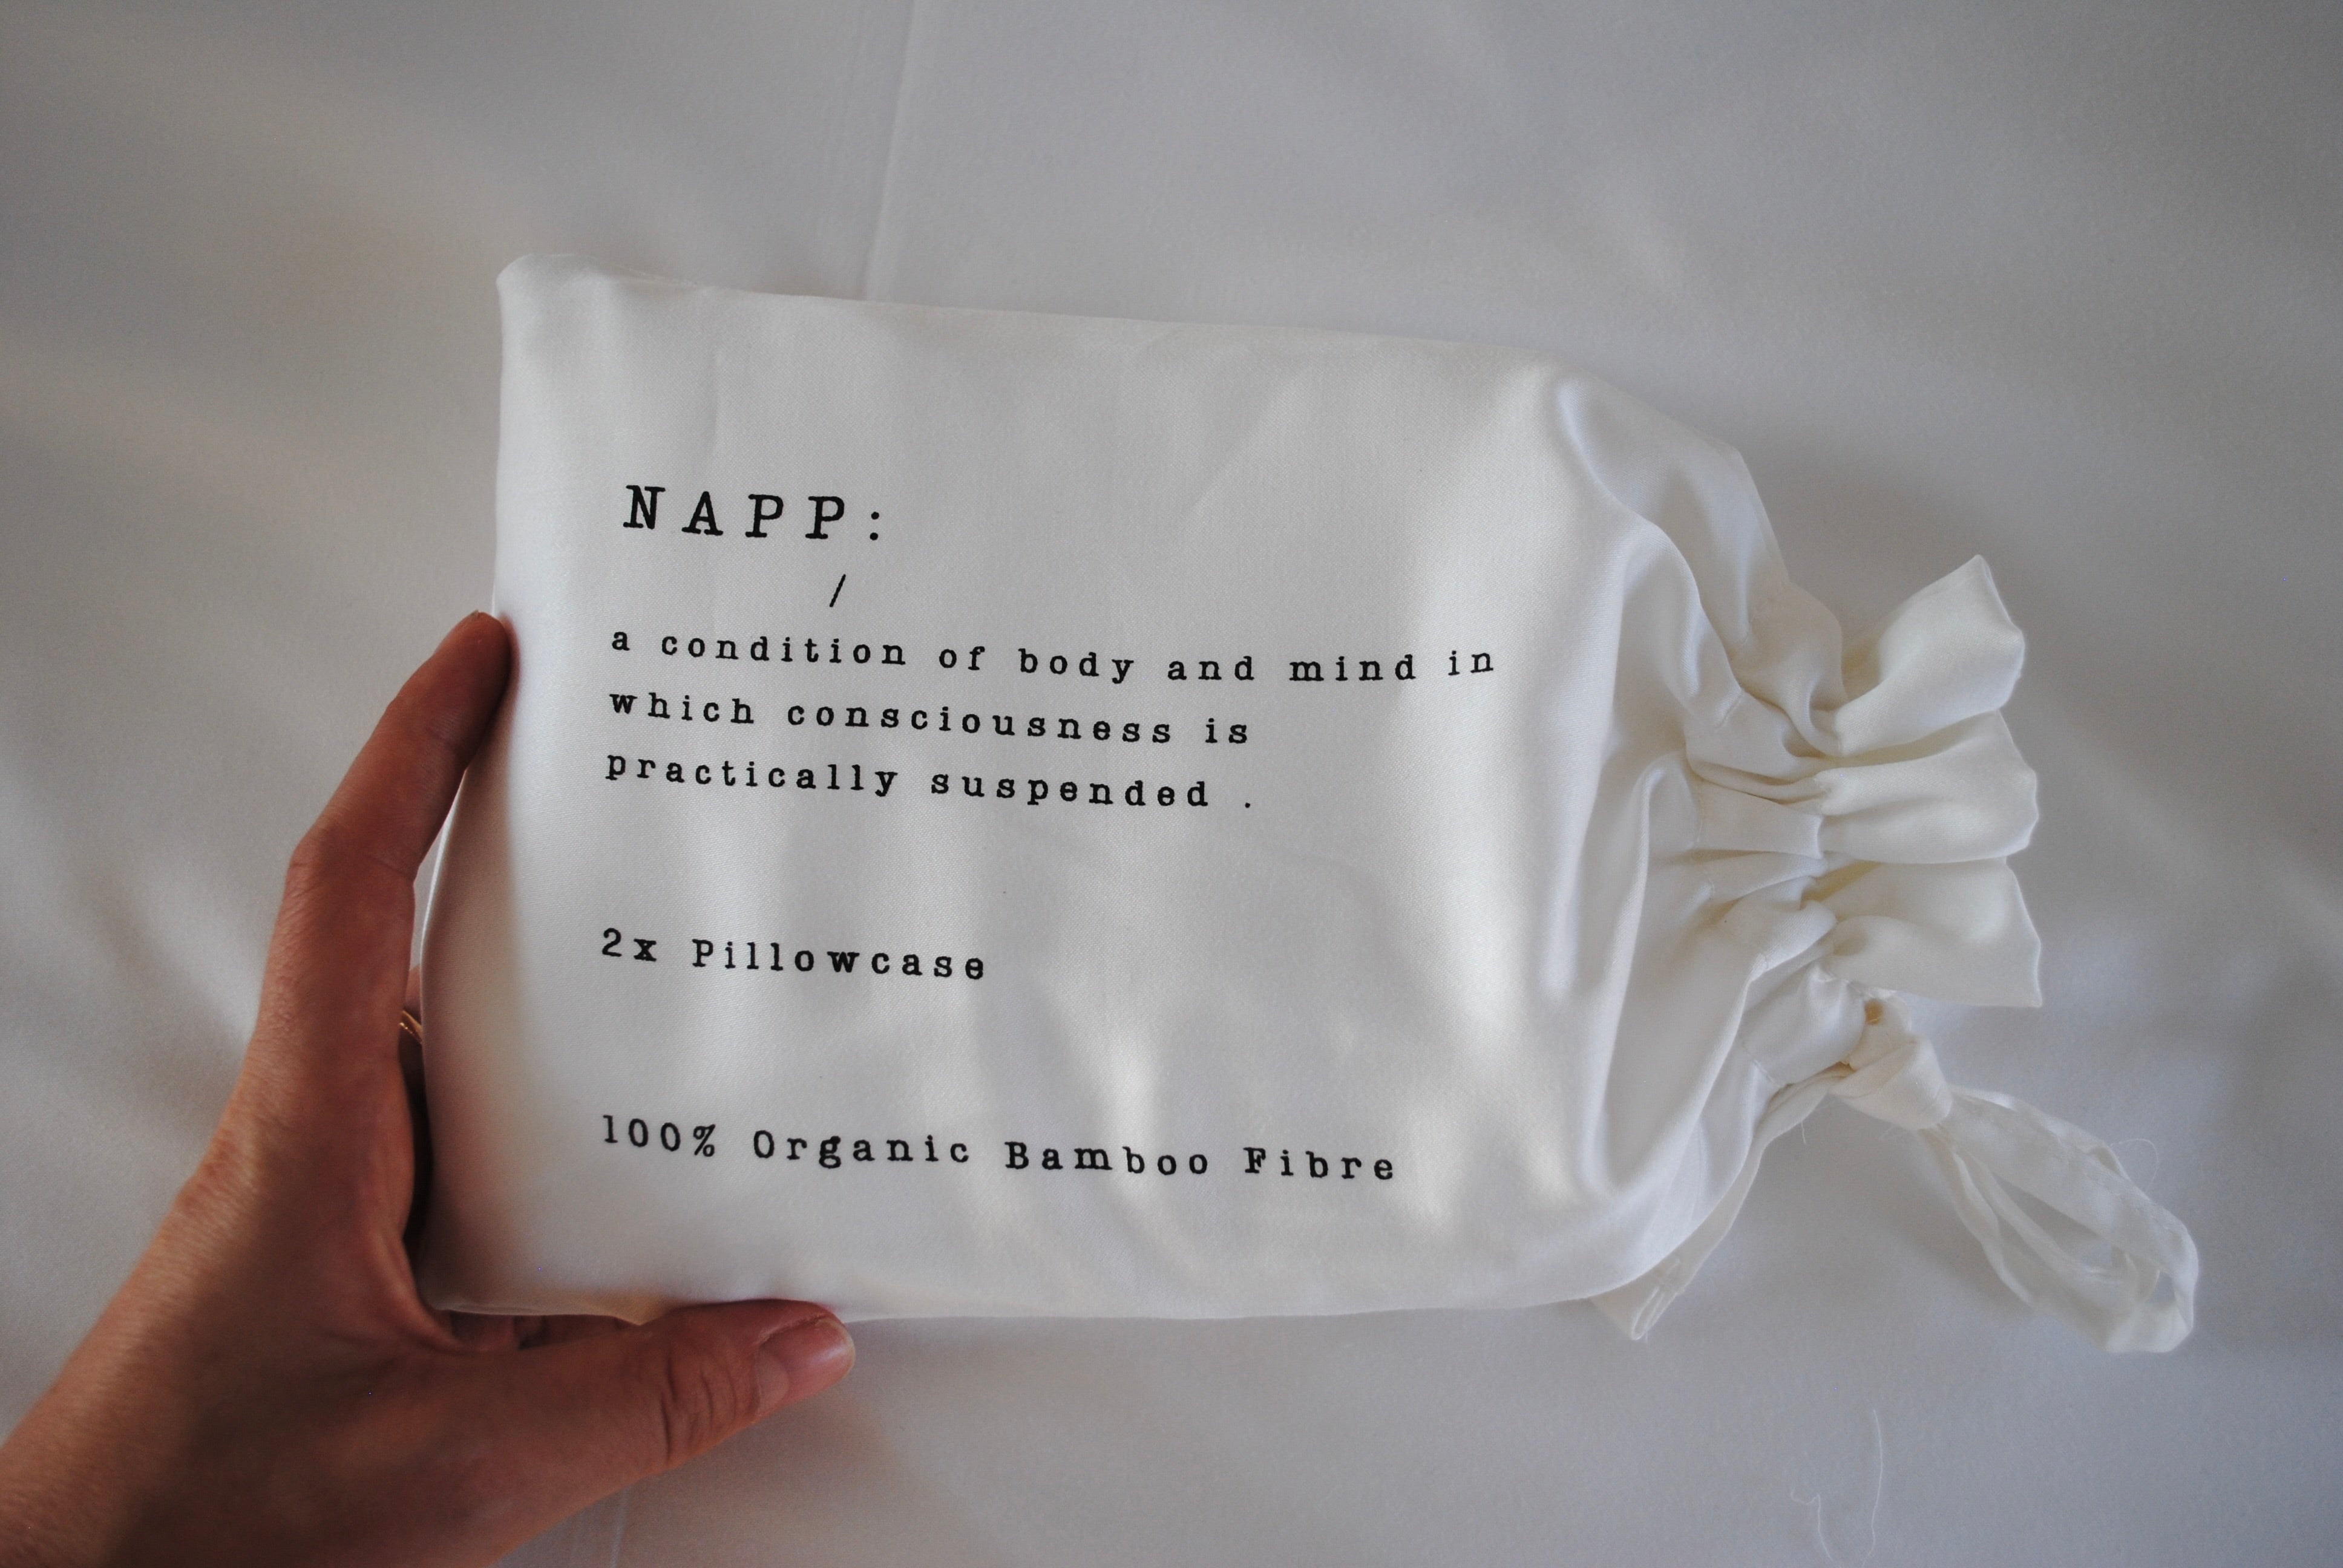 NAPP:
/
a condition of body and mind in
which consciousness is
practically suspended .
2x Pillowcase
100% Organic Bamboo Fibre